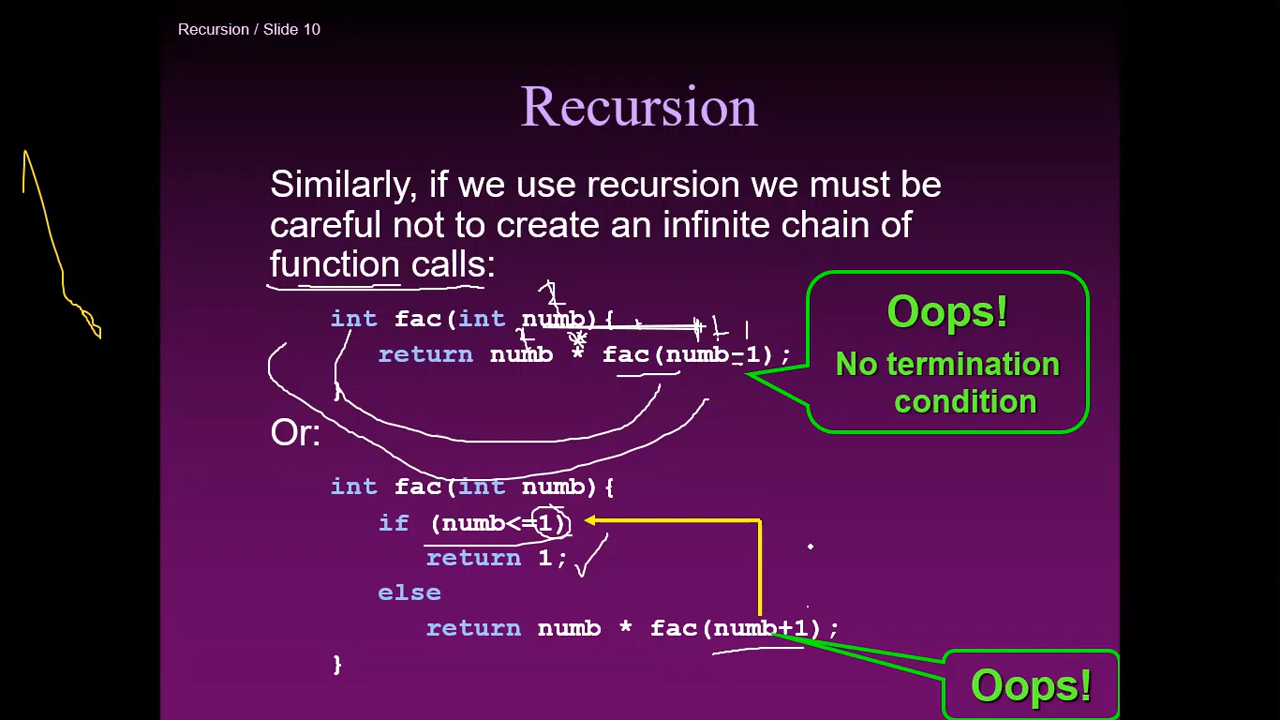 Recursion / Slide 10
Recursion
Similarly, if we use recursion we must be
careful not to create an infinite chain of
function calls:
int fac(int numb){
return numb * fac(numb-1);
}
Oops!
No termination
condition
Or:
int fac(int numb){
if (numb<=1)
return 1;
else
return numb * fac(numb+1);
}
Oops!